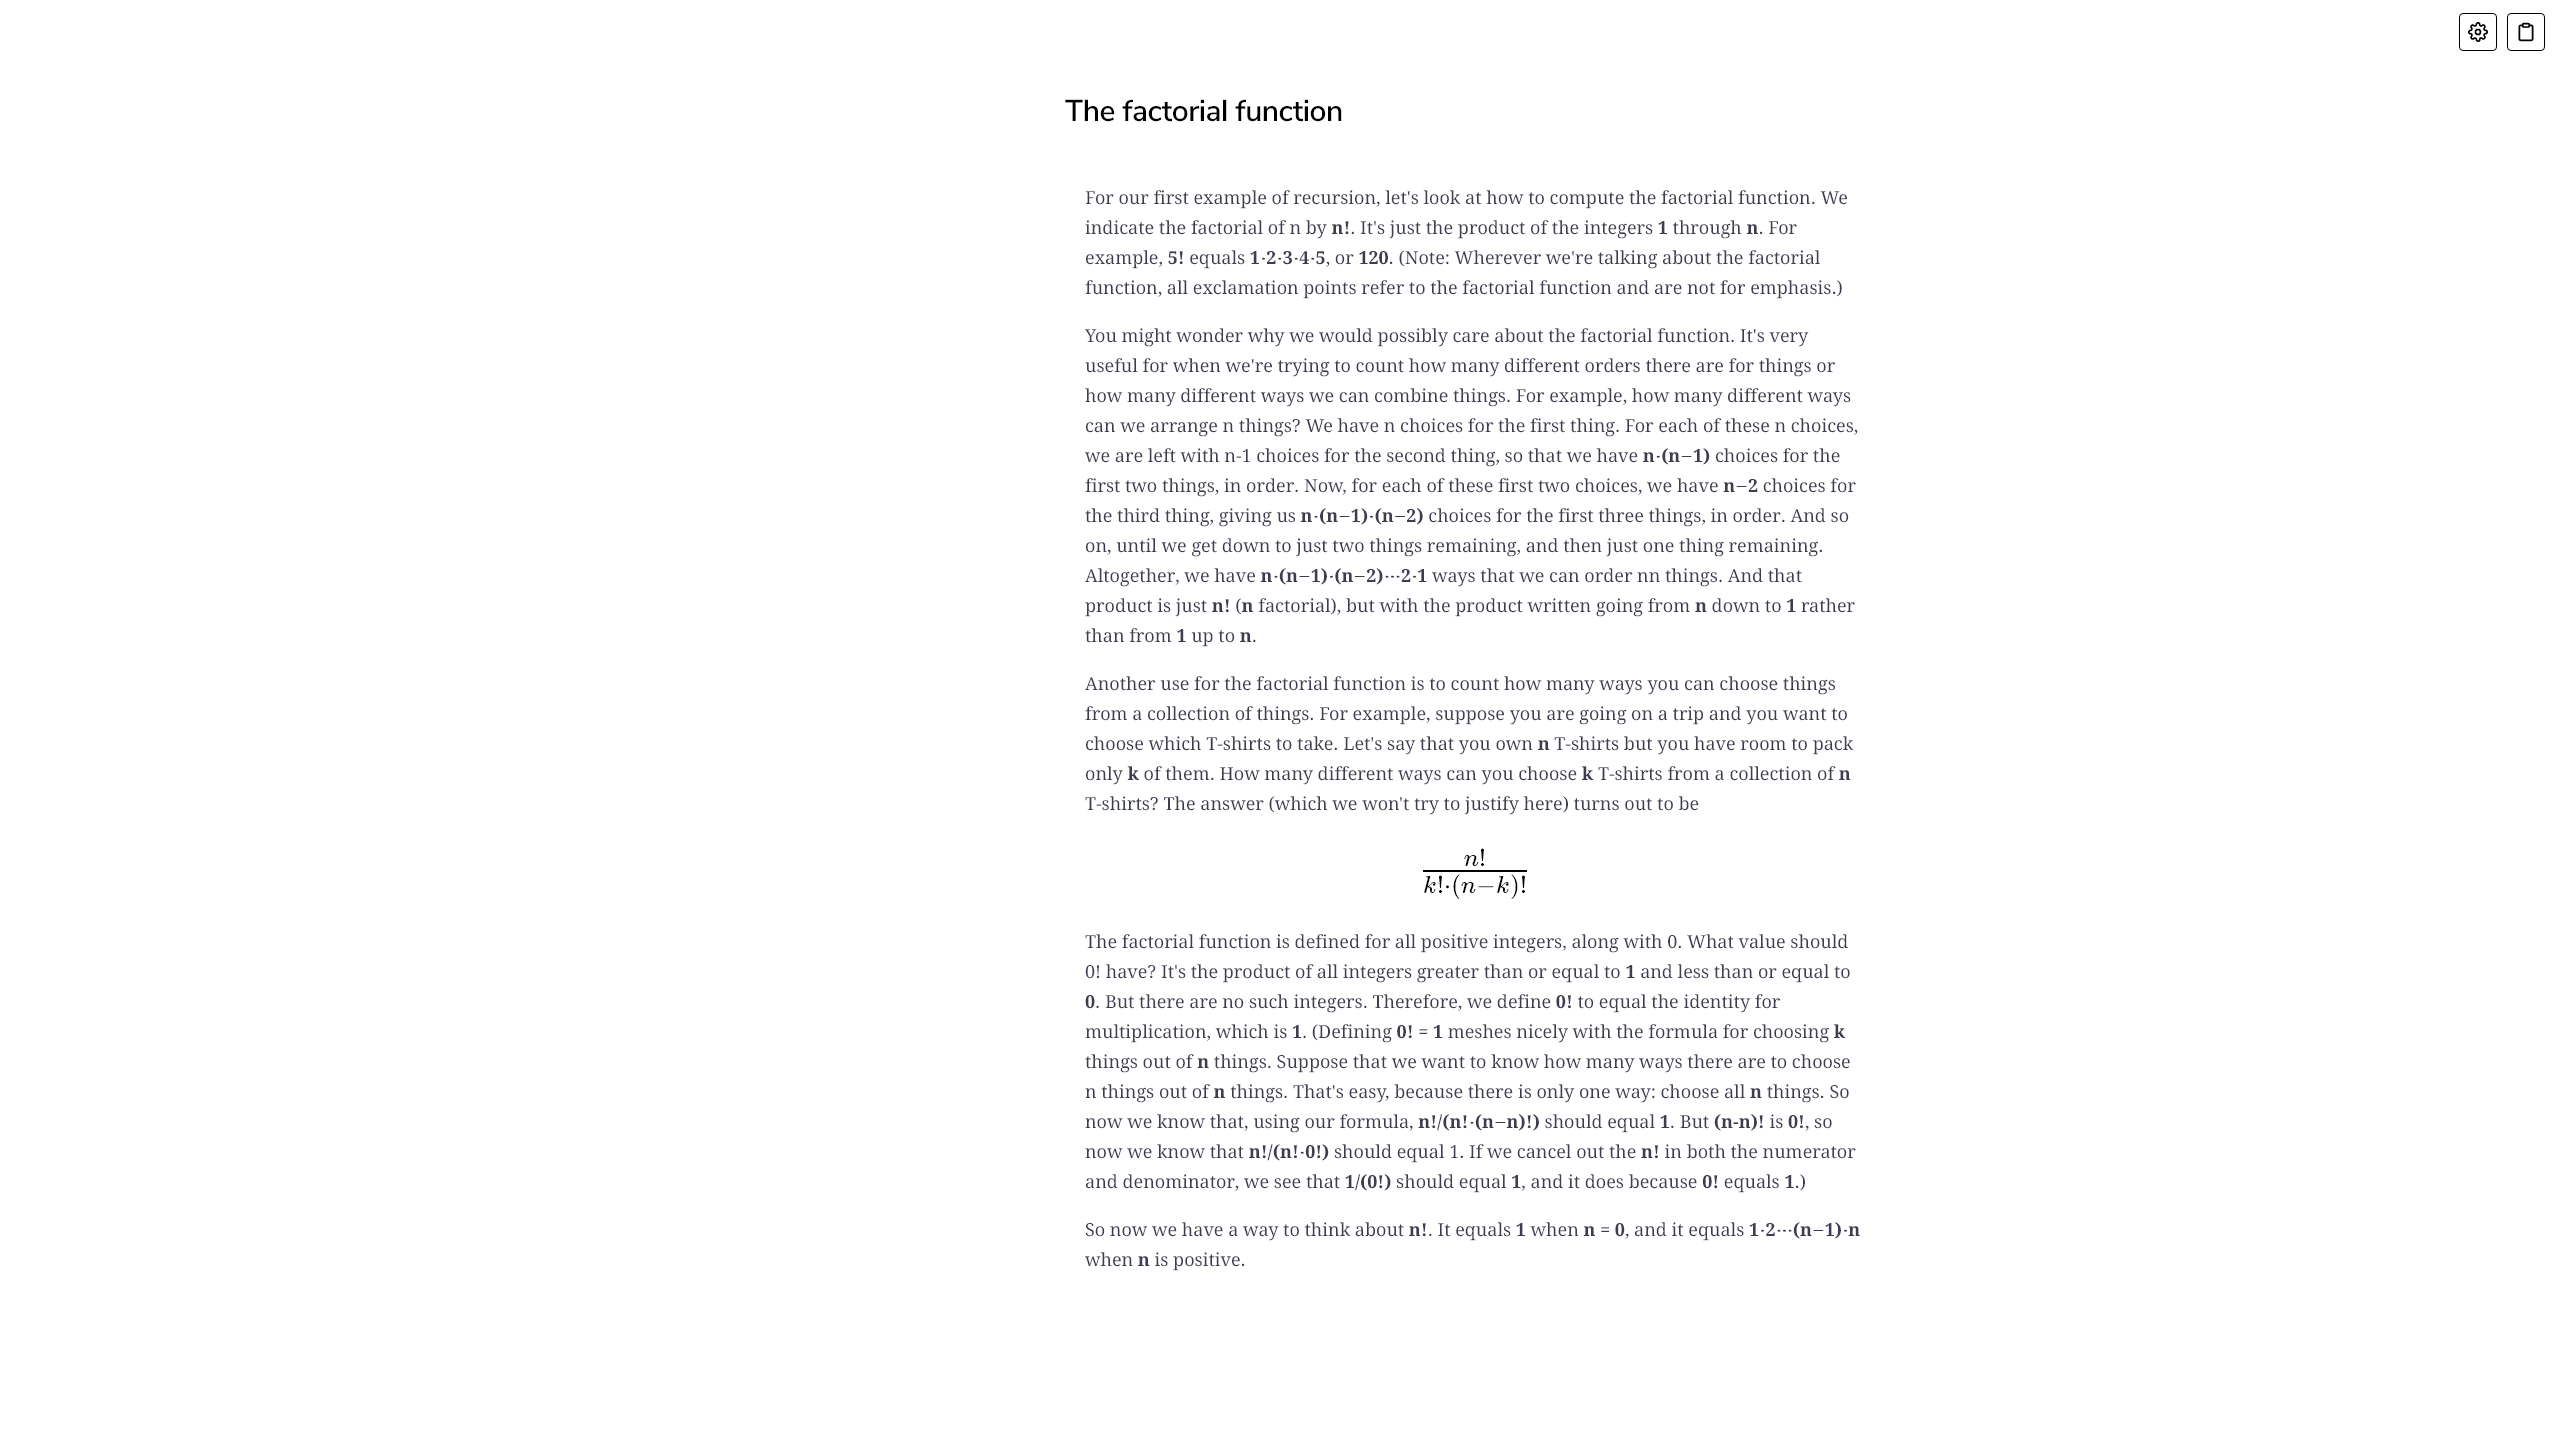 The factorial function
For our first example of recursion, let's look at how to compute the factorial function. We
indicate the factorial of n by n!. It's just the product of the integers 1 through n. For
example, 5! equals 1·2·3·4·5, or 120. (Note: Wherever we're talking about the factorial
function, all exclamation points refer to the factorial function and are not for emphasis.)
You might wonder why we would possibly care about the factorial function. It's very
useful for when we're trying to count how many different orders there are for things or
how many different ways we can combine things. For example, how many different ways
can we arrange n things? We have n choices for the first thing. For each of these n choices,
we are left with n-1 choices for the second thing, so that we have n·(n−1) choices for the
first two things, in order. Now, for each of these first two choices, we have n−2 choices for
the third thing, giving us n·(n−1)·(n−2) choices for the first three things, in order. And so
on, until we get down to just two things remaining, and then just one thing remaining.
Altogether, we have n·(n−1)·(n−2)⋯2·1 ways that we can order nn things. And that
product is just n! (n factorial), but with the product written going from n down to 1 rather
than from 1 up to n.
Another use for the factorial function is to count how many ways you can choose things
from a collection of things. For example, suppose you are going on a trip and you want to
choose which T-shirts to take. Let's say that you own n T-shirts but you have room to pack
only k of them. How many different ways can you choose k T-shirts from a collection of n
T-shirts? The answer (which we won't try to justify here) turns out to be
n!
k!·(n−k)!
The factorial function is defined for all positive integers, along with 0. What value should
0! have? It's the product of all integers greater than or equal to 1 and less than or equal to
0. But there are no such integers. Therefore, we define 0! to equal the identity for
multiplication, which is 1. (Defining 0! = 1 meshes nicely with the formula for choosing k
things out of n things. Suppose that we want to know how many ways there are to choose
n things out of n things. That's easy, because there is only one way: choose all n things. So
now we know that, using our formula, n!/(n!·(n−n)!) should equal 1. But (n-n)! is 0!, so
now we know that n!/(n!·0!) should equal 1. If we cancel out the n! in both the numerator
and denominator, we see that 1/(0!) should equal 1, and it does because 0! equals 1.)
So now we have a way to think about n!. It equals 1 when n = 0, and it equals 1·2⋯(n−1)·n
when n is positive.